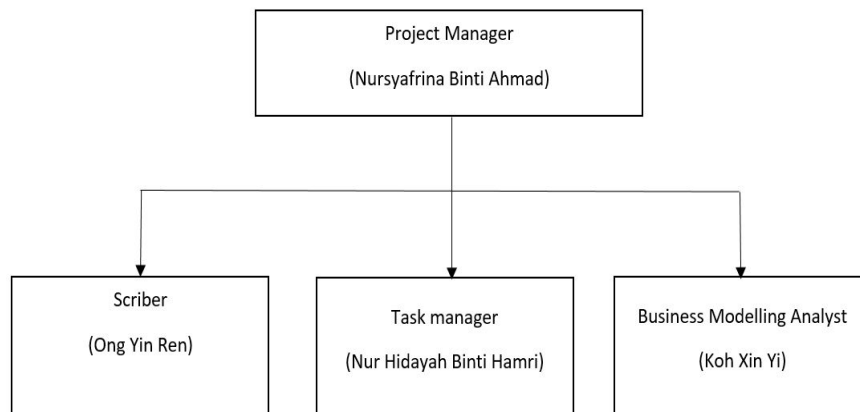 Project Manager
(Nursyafrina Binti Ahmad)
Scriber
(Ong Yin Ren)
Task manager
(Nur Hidayah Binti Hamri)
Business Modelling Analyst
(Koh Xin Yi)